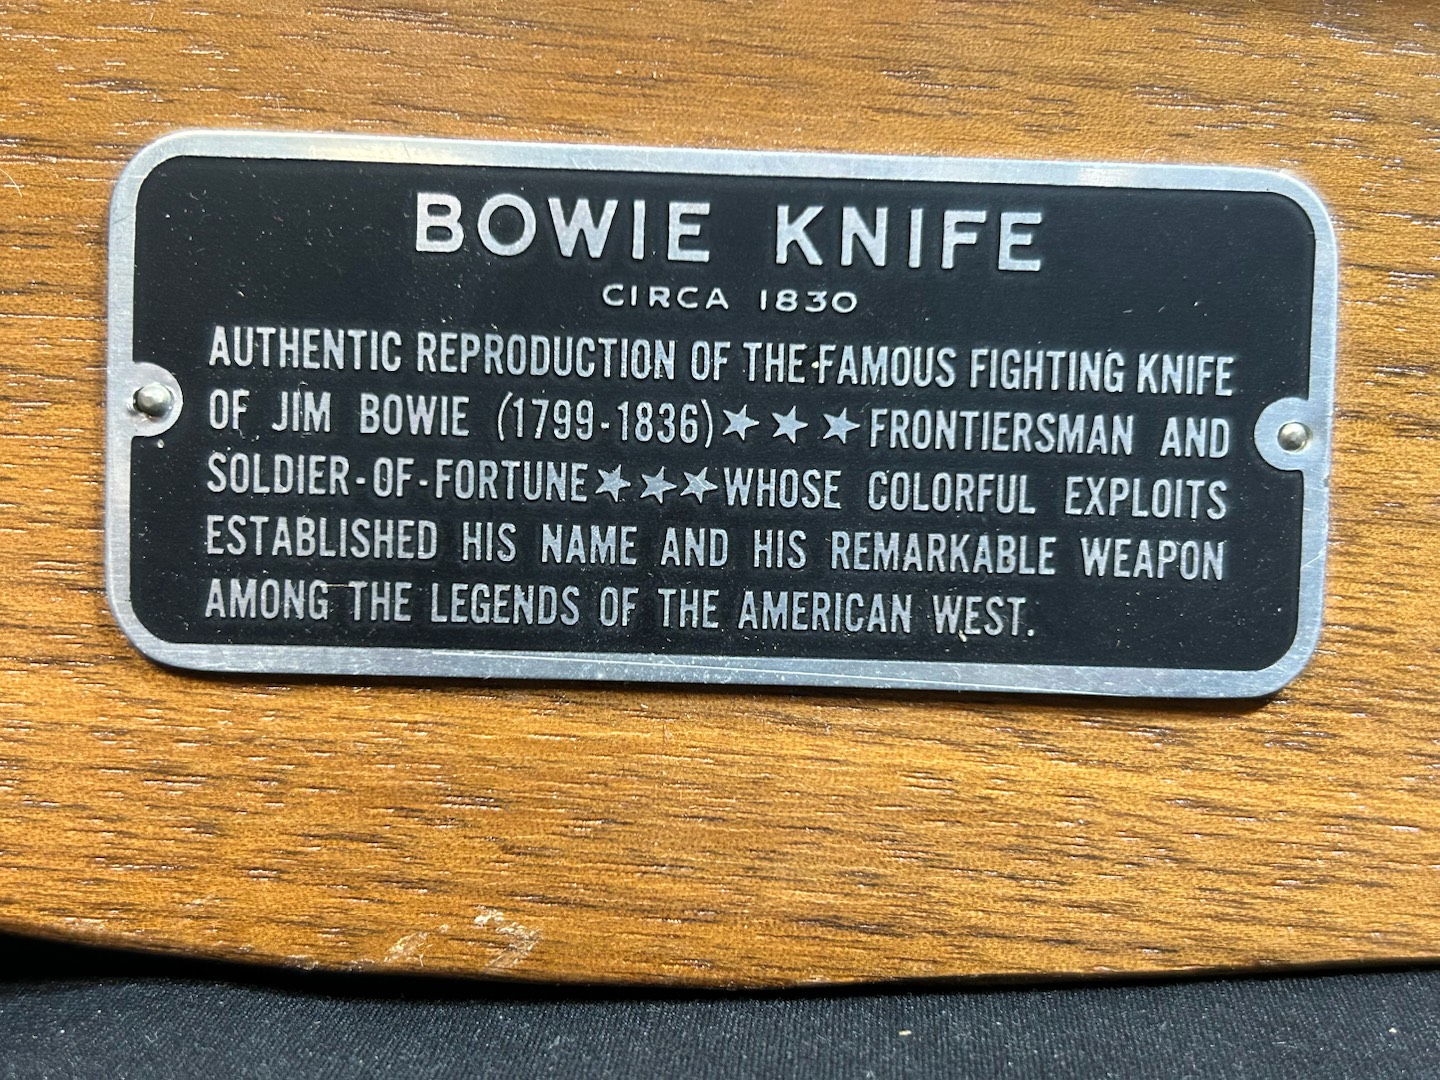 BOWIE KNIFE
CIRCA 1830
AUTHENTIC REPRODUCTION OF THE FAMOUS FIGHTING KNIFE
OF JIM BOWIE (1799-1836)★★★FRONTIERSMAN AND
SOLDIER-OF-FORTUNE★★★WHOSE COLORFUL EXPLOITS
ESTABLISHED HIS NAME AND HIS REMARKABLE WEAPON
AMONG THE LEGENDS OF THE AMERICAN WEST.